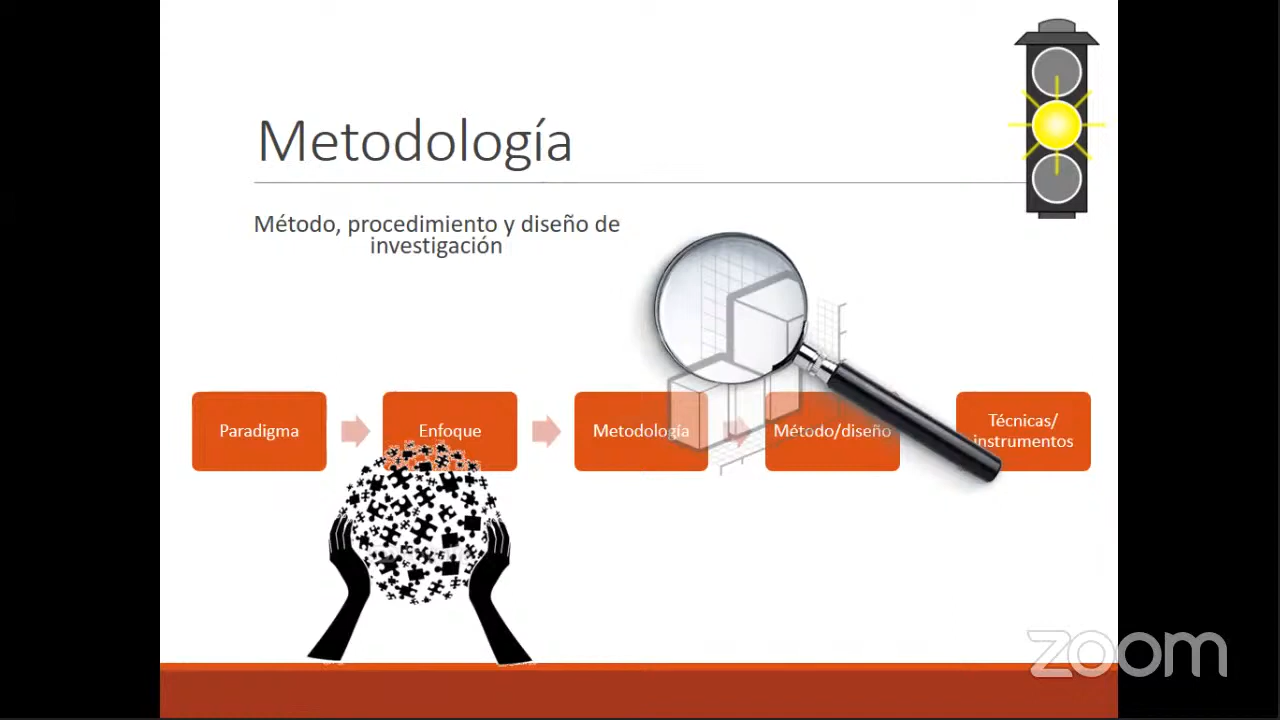 Metodología
Método, procedimiento y diseño de
investigación
Paradigma
Enfoque
Metodología
Método/diseño
Técnicas/
instrumentos
zoom